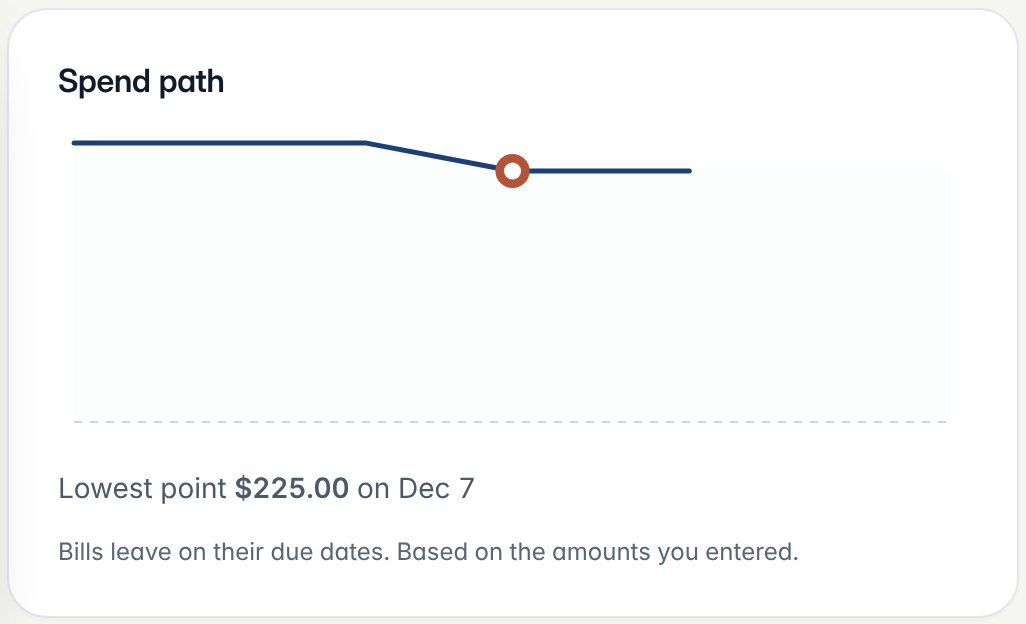 Spend path
Lowest point $225.00 on Dec 7
Bills leave on their due dates. Based on the amounts you entered.